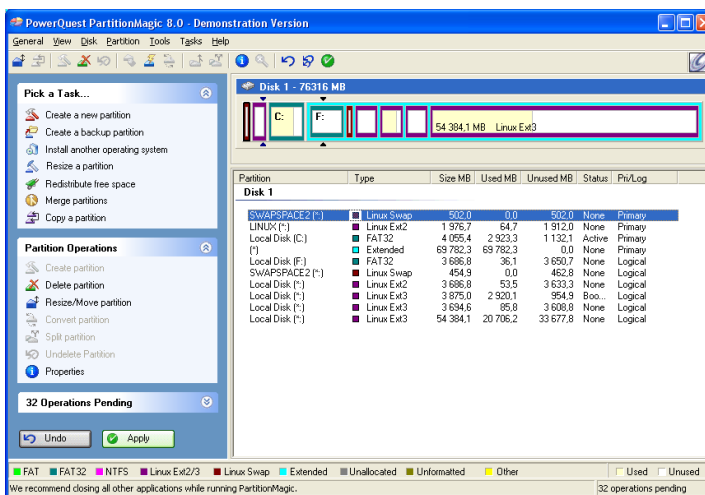 PowerQuest PartitionMagic 8.0 - Demonstration Version
General View Disk Partition Tools Tasks Help
Pick a Task...
Create a new partition
Create a backup partition
Install another operating system
Resize a partition
Redistribute free space
Merge partitions
Copy a partition
Partition Operations
Create partition
Delete partition
Resize/Move partition
Convert partition
Split partition
Undelete Partition
Properties
32 Operations Pending
Undo Apply
Disk 1 - 76316 MB
C: F:
54 384,1 MB Linux Ext3
Partition Type Size MB Used MB Unused MB Status Pri/Log
Disk 1
SWAPSPACE2 (*:) Linux Swap 502,0 0,0 502,0 None Primary
LINUX (*:) Linux Ext2 1 976,7 64,7 1 912,0 None Primary
Local Disk (C:) FAT32 4 055,4 2 923,3 1 132,1 Active Primary
(*:) Extended 69 782,3 69 782,3 0,0 None Primary
Local Disk (F:) FAT32 3 686,8 36,1 3 650,7 None Logical
SWAPSPACE2 (*:) Linux Swap 454,9 0,0 462,8 None Logical
Local Disk (*:) Linux Ext2 3 686,8 53,5 3 633,3 None Logical
Local Disk (*:) Linux Ext3 3 875,0 2 920,1 954,9 Boo... Logical
Local Disk (*:) Linux Ext3 3 694,6 85,8 3 608,8 None Logical
Local Disk (*:) Linux Ext3 54 384,1 20 706,2 33 677,8 None Logical
FAT FAT32 NTFS Linux Ext2/3 Linux Swap Extended Unallocated Unformatted Other Used Unused
We recommend closing all other applications while running PartitionMagic. 32 operations pending